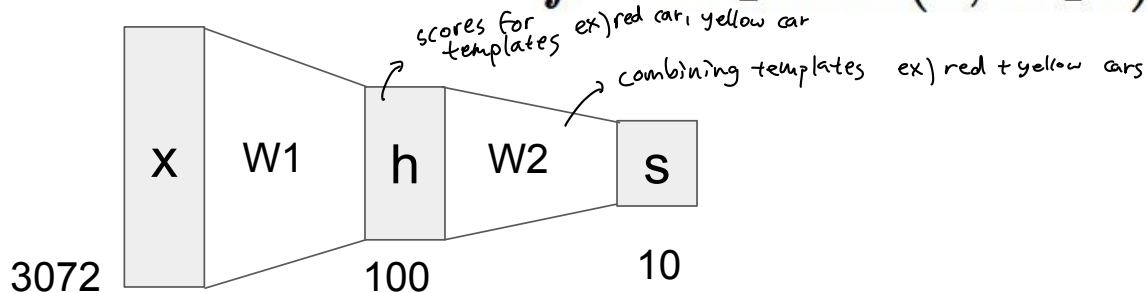 scores for
templates ex) red car, yellow car
combining templates ex) red + yellow cars
x W1 h W2 s
3072 100 10